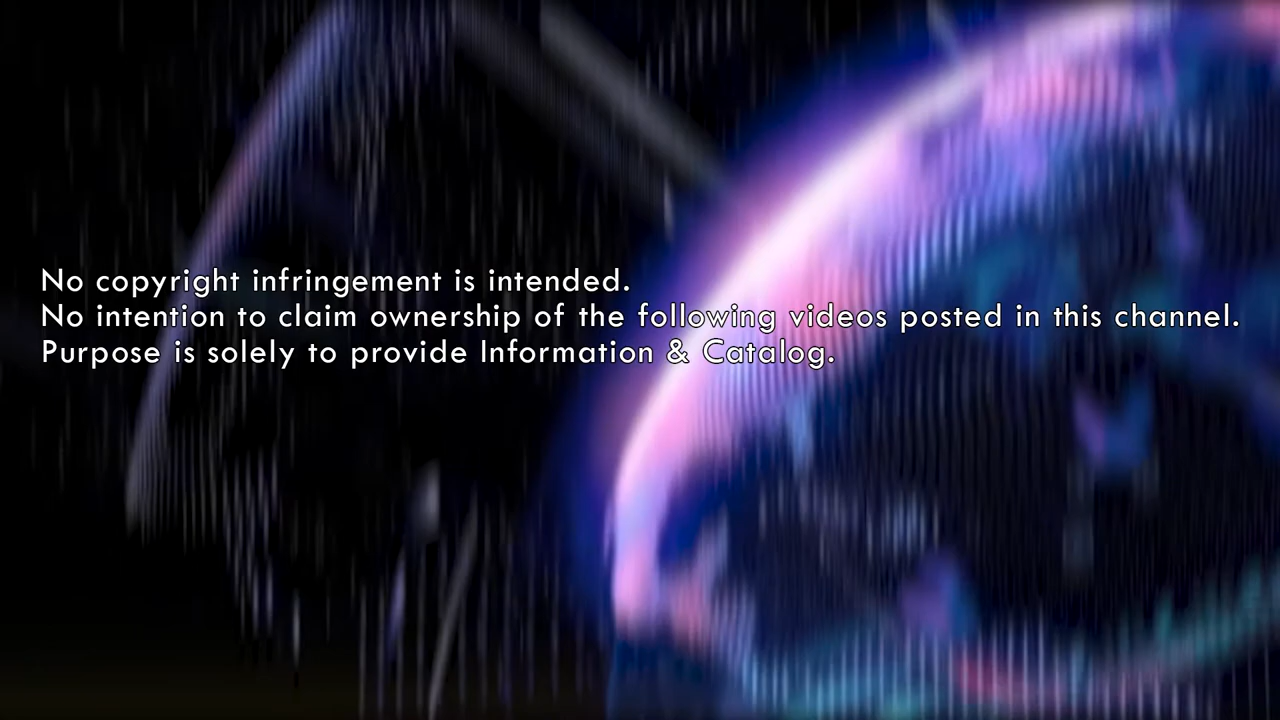 No copyright infringement is intended.
No intention to claim ownership of the following videos posted in this channel.
Purpose is solely to provide Information & Catalog.